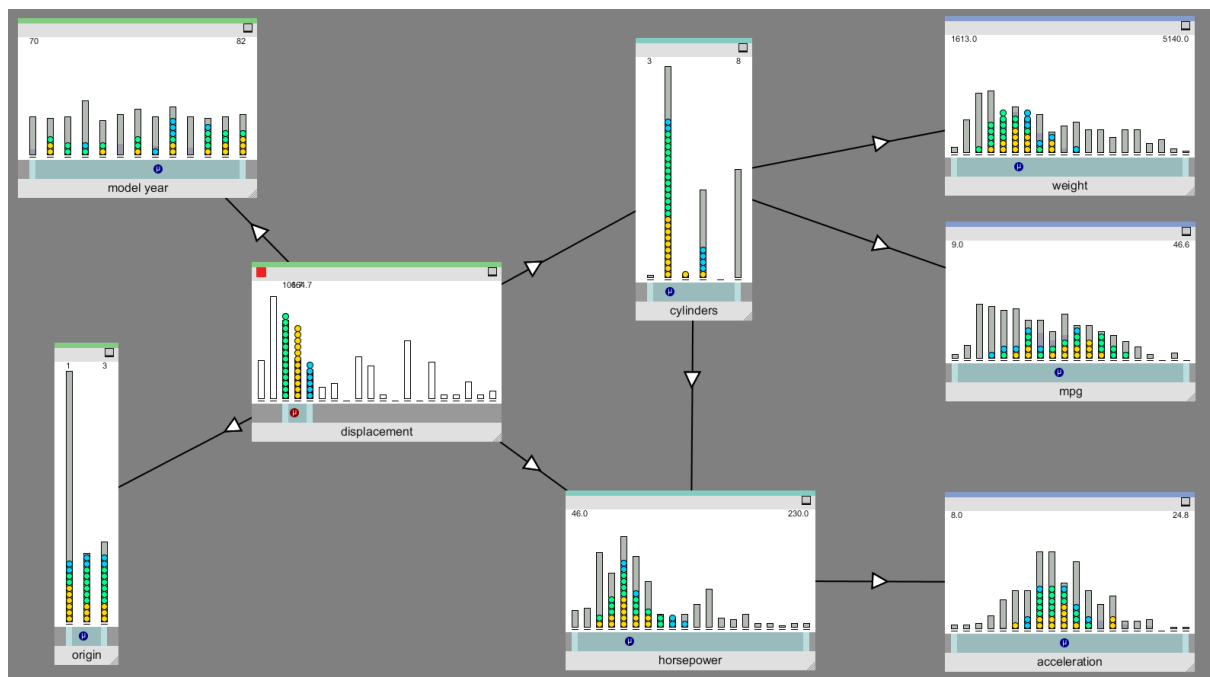 70 82
model year
3 8
cylinders
1613.0 5140.0
weight
9.0 46.6
mpg
displacement
1 3
origin
46.0 230.0
horsepower
8.0 24.8
acceleration
μ
μ
μ
μ
μ
μ
μ
μ